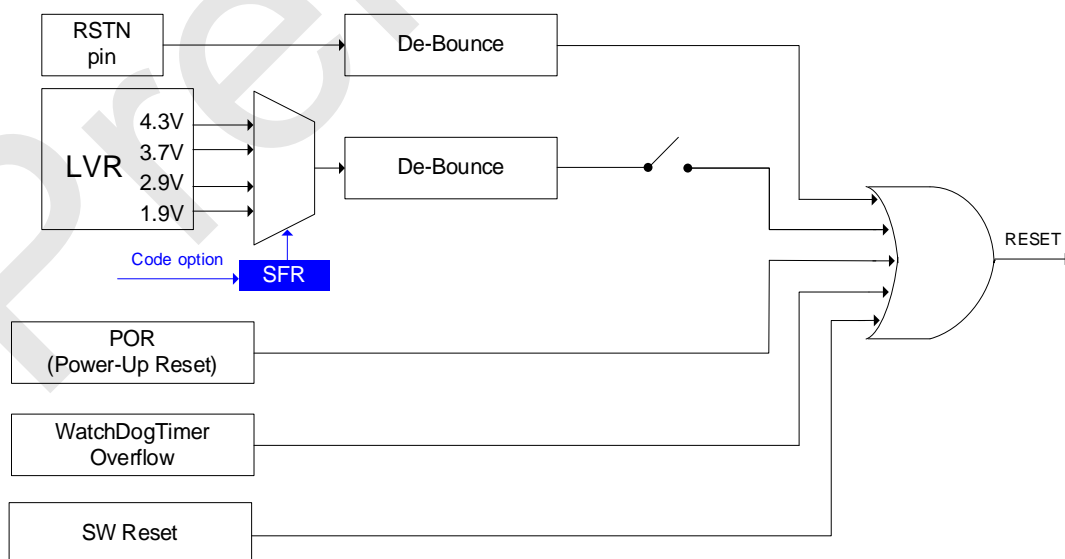 RSTN
pin
De-Bounce
LVR
4.3V
3.7V
2.9V
1.9V
De-Bounce
Code option
SFR
RESET
POR
(Power-Up Reset)
WatchDogTimer
Overflow
SW Reset
Pre